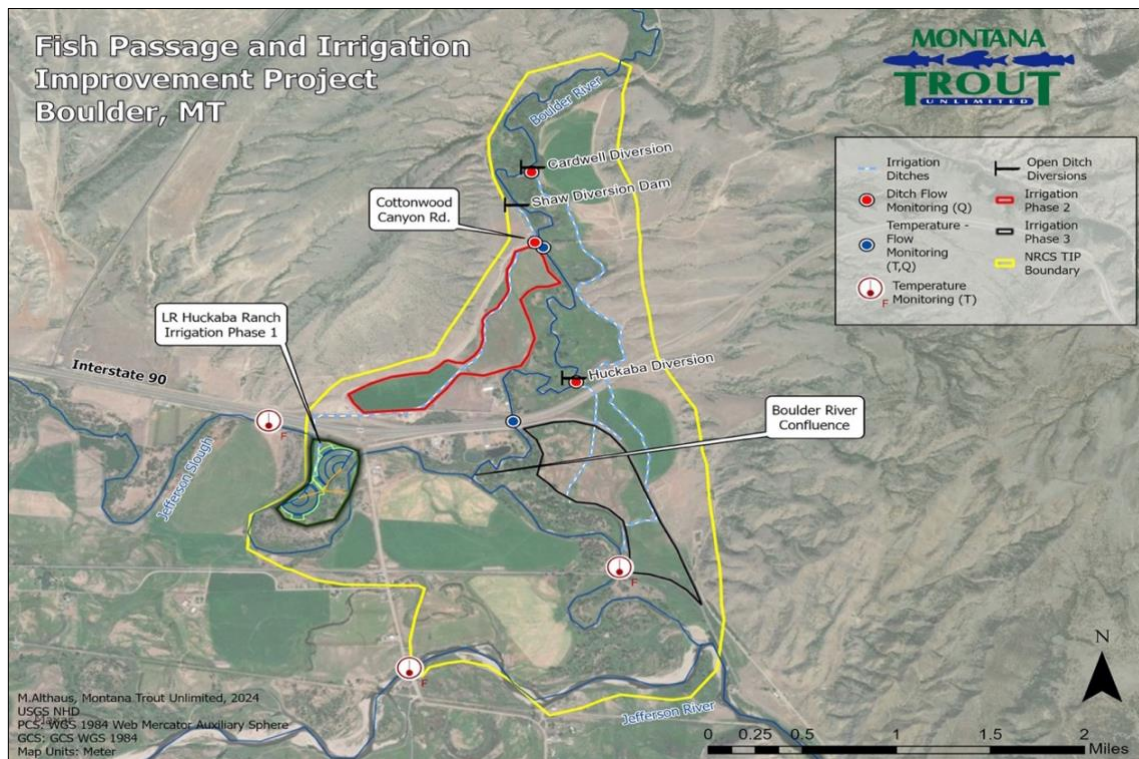 Fish Passage and Irrigation
Improvement Project
Boulder, MT
MONTANA
TROUT
UNLIMITED
Boulder River
Cardwell Diversion
Shaw Diversion Dam
Cottonwood
Canyon Rd.
Irrigation
Ditches
Ditch Flow
Monitoring (Q)
Temperature -
Flow
Monitoring
(T,Q)
F
Temperature
Monitoring (T)
Open Ditch
Diversions
Irrigation
Phase 2
Irrigation
Phase 3
NRCS TIP
Boundary
LR Huckaba Ranch
Irrigation Phase 1
Interstate 90
Huckaba Diversion
Boulder River
Confluence
F
Jefferson Slough
F
F
Jefferson River
M.Althaus, Montana Trout Unlimited, 2024
USGS NHD
PCS: WGS 1984 Web Mercator Auxiliary Sphere
GCS: GCS WGS 1984
Map Units: Meter
N
0 0.25 0.5 1 1.5 2
Miles